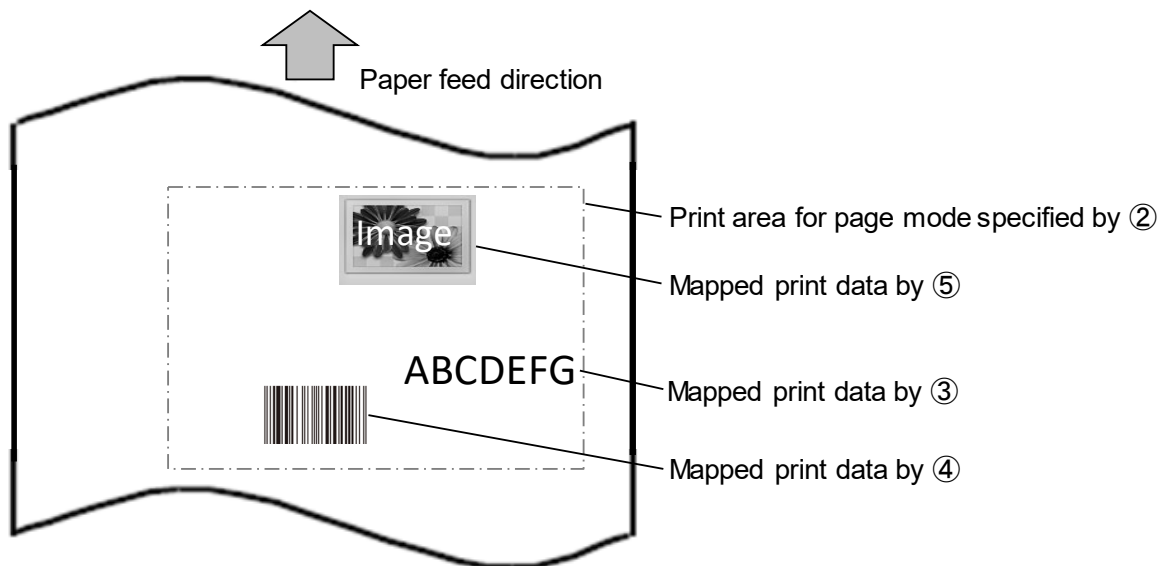 Paper feed direction
Print area for page mode specified by ②
Image
Mapped print data by ⑤
ABCDEFG
Mapped print data by ③
Mapped print data by ④